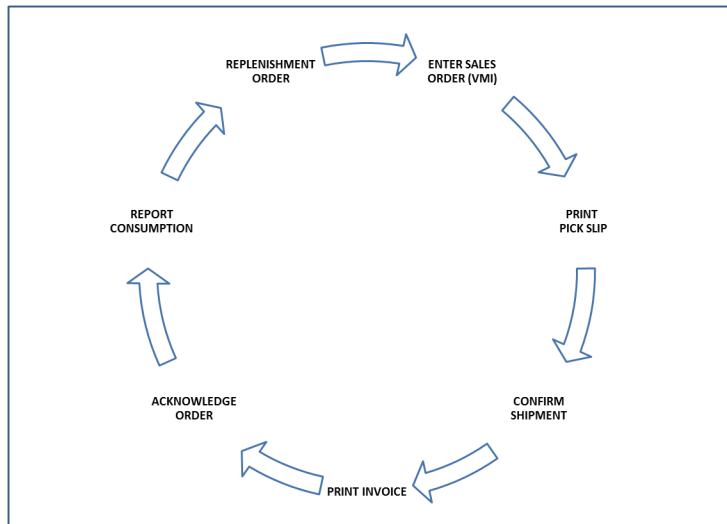 REPLENISHMENT
ORDER
ENTER SALES
ORDER (VMI)
PRINT
PICK SLIP
CONFIRM
SHIPMENT
PRINT INVOICE
ACKNOWLEDGE
ORDER
REPORT
CONSUMPTION